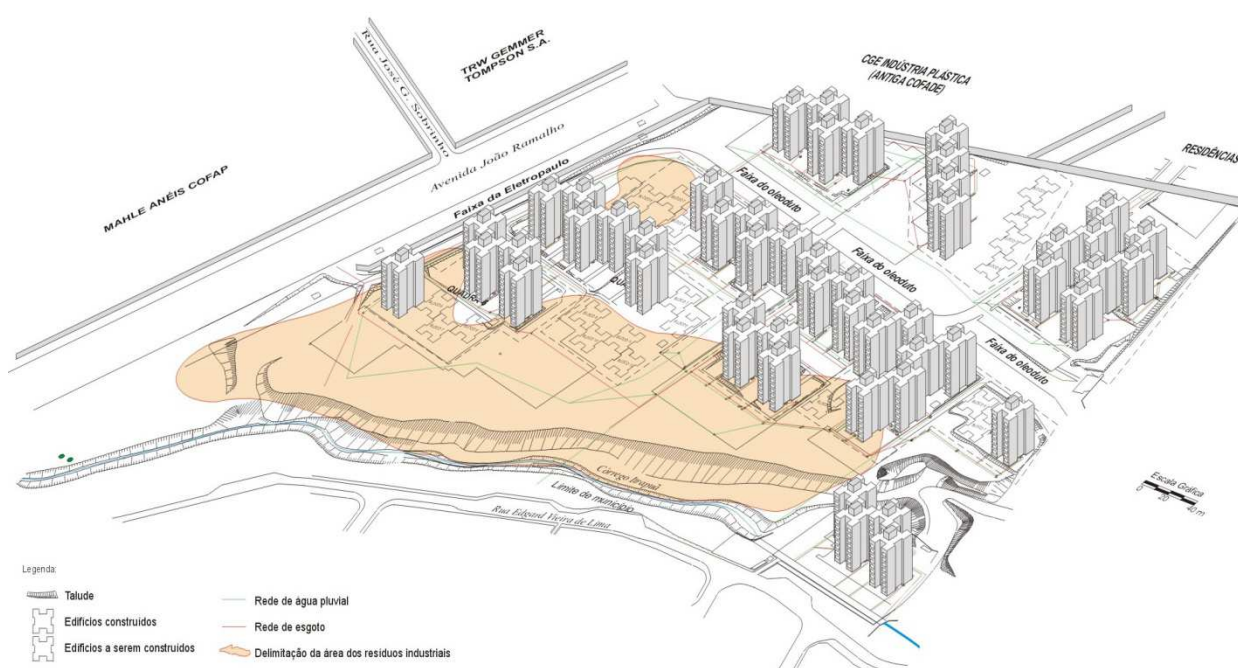 Rua José G. Sobrinho
TRW GEMMER
TOMPSON S.A.
CGE INDÚSTRIA PLÁSTICA
(ANTIGA COFADE)
RESIDÊNCIAS
MAHLE ANÉIS COFAP
Avenida João Ramalho
Faixa da Eletropaulo
Faixa do oleoduto
Faixa do oleoduto
Faixa do oleoduto
Córrego Itrapuã
Limite de município
Rua Edgard Vieira de Lima
Escala Gráfica
0 20 40 m
Legenda:
Talude
Edifícios construídos
Edifícios a serem construídos
Rede de água pluvial
Rede de esgoto
Delimitação da área dos resíduos industriais